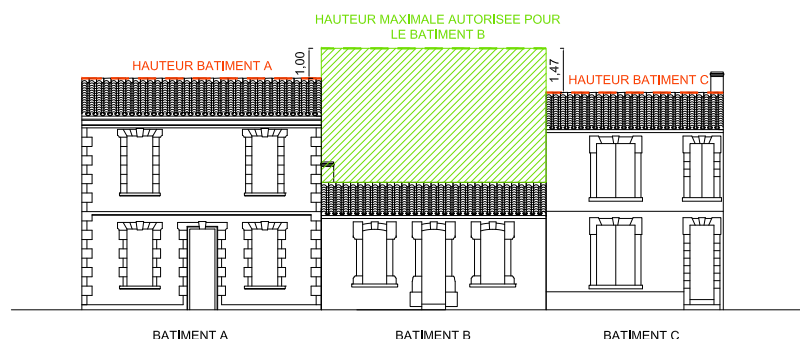 HAUTEUR MAXIMALE AUTORISEE POUR
LE BATIMENT B
HAUTEUR BATIMENT A
1,00
1,47
HAUTEUR BATIMENT C
BATIMENT A
BATIMENT B
BATIMENT C